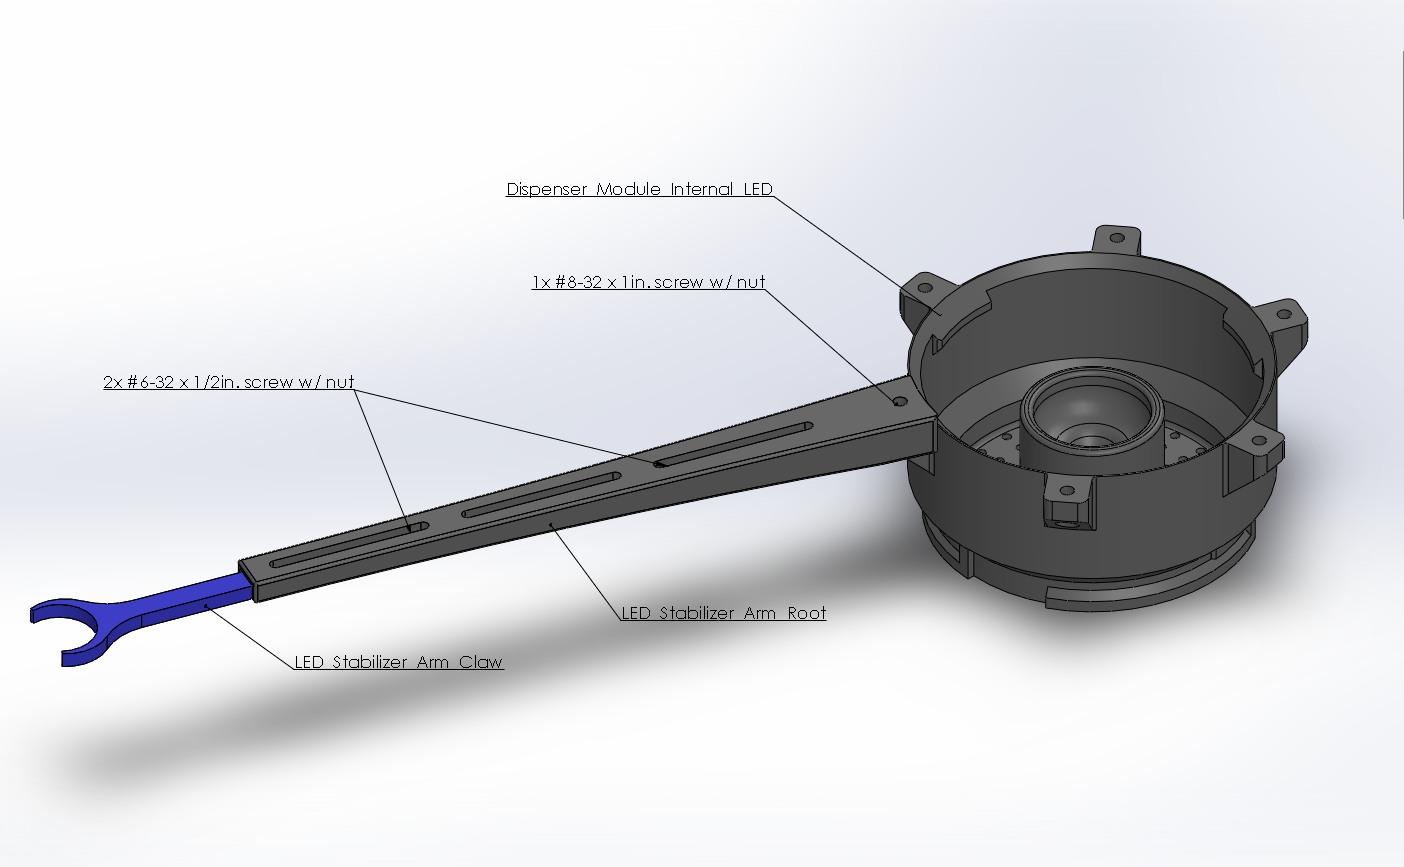 Dispenser Module Internal LED
1x #8-32 x 1in. screw w/ nut
2x #6-32 x 1/2in. screw w/ nut
LED Stabilizer Arm Root
LED Stabilizer Arm Claw